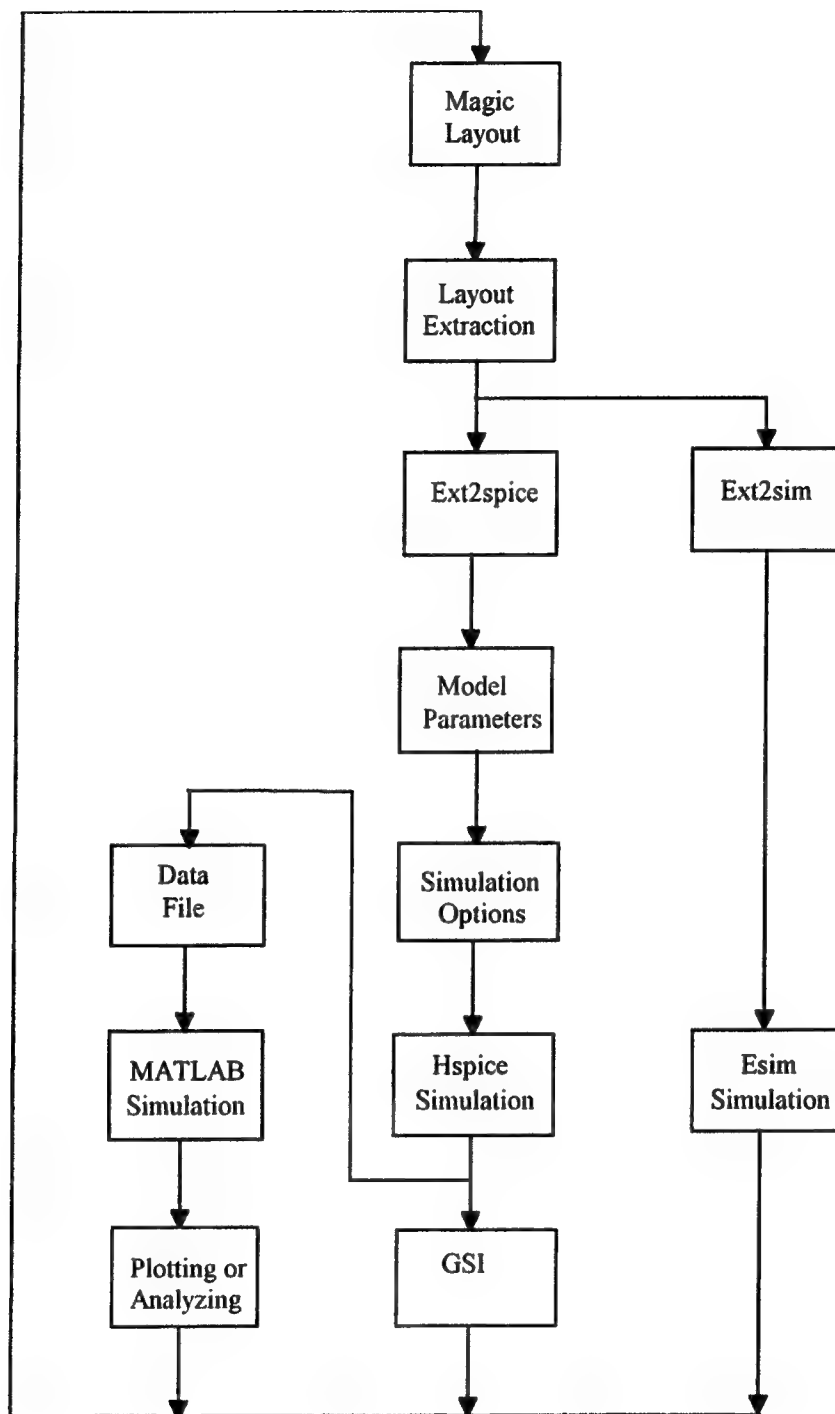 Magic
Layout
Layout
Extraction
Ext2spice
Ext2sim
Model
Parameters
Data
File
Simulation
Options
MATLAB
Simulation
Hspice
Simulation
Esim
Simulation
Plotting or
Analyzing
GSI